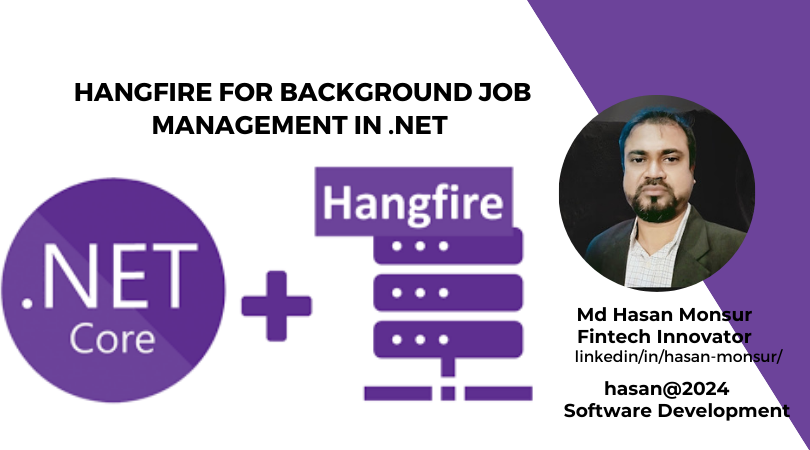 HANGFIRE FOR BACKGROUND JOB
MANAGEMENT IN .NET
.NET
Core
Hangfire
Md Hasan Monsur
Fintech Innovator
linkedin/in/hasan-monsur/
hasan@2024
Software Development